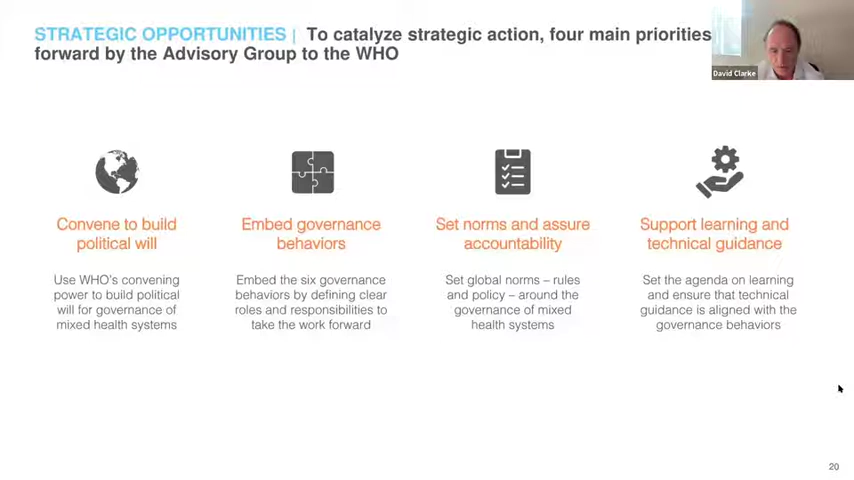 STRATEGIC OPPORTUNITIES | To catalyze strategic action, four main priorities
forward by the Advisory Group to the WHO
David Clarke
Convene to build
political will
Use WHO's convening
power to build political
will for governance of
mixed health systems
Embed governance
behaviors
Embed the six governance
behaviors by defining clear
roles and responsibilities to
take the work forward
Set norms and assure
accountability
Set global norms – rules
and policy – around the
governance of mixed
health systems
Support learning and
technical guidance
Set the agenda on learning
and ensure that technical
guidance is aligned with the
governance behaviors
20